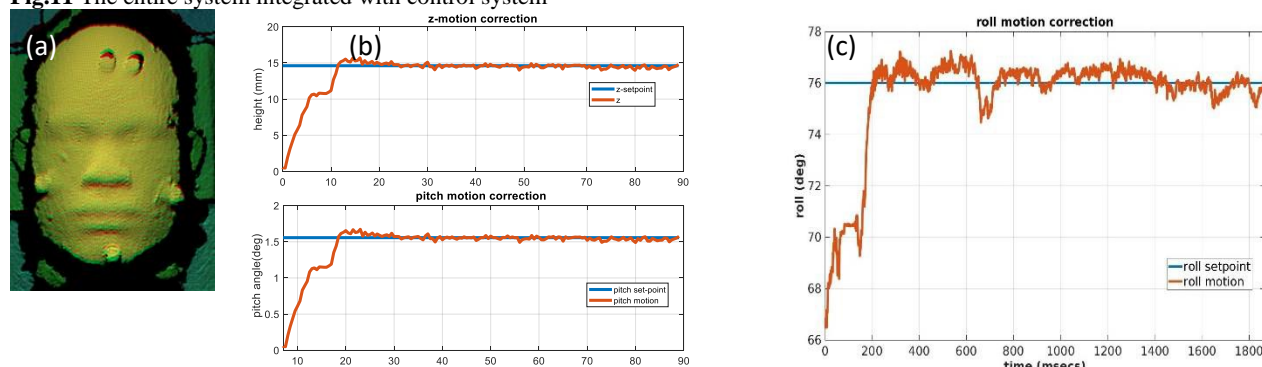 Fig.11 The entire system integrated with control system
(a)
(b)
z-motion correction
20
15
10
5
0
height (mm)
z-setpoint
z
0 10 20 30 40 50 60 70 80 90
pitch motion correction
2
1.5
1
0.5
0
pitch angle(deg)
pitch set-point
pitch motion
10 20 30 40 50 60 70 80 90
(c)
roll motion correction
78
76
74
72
70
68
66
roll (deg)
roll setpoint
roll motion
0 200 400 600 800 1000 1200 1400 1600 1800
time (msecs)